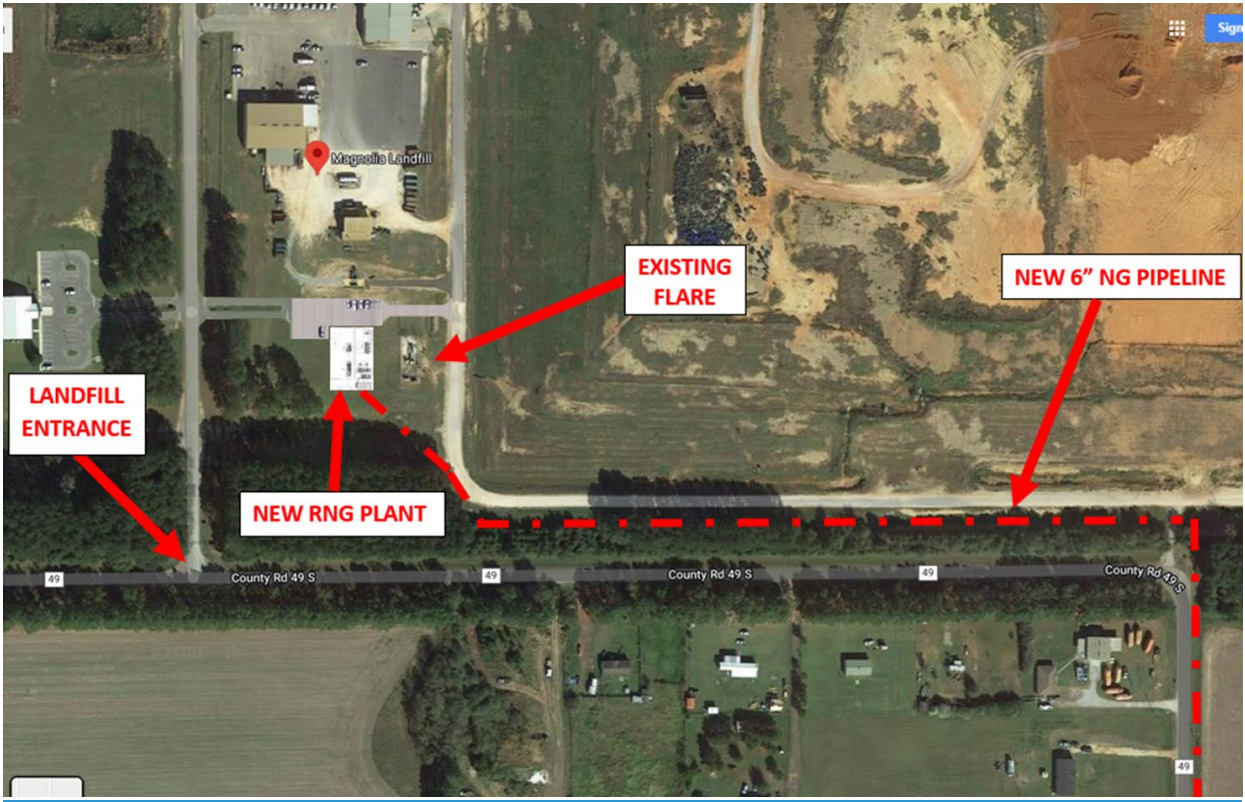 Sign
Magnolia Landfill
EXISTING
FLARE
NEW 6” NG PIPELINE
LANDFILL
ENTRANCE
NEW RNG PLANT
49
County Rd 49 S
49
County Rd 49 S
49
County Rd 49 S
49